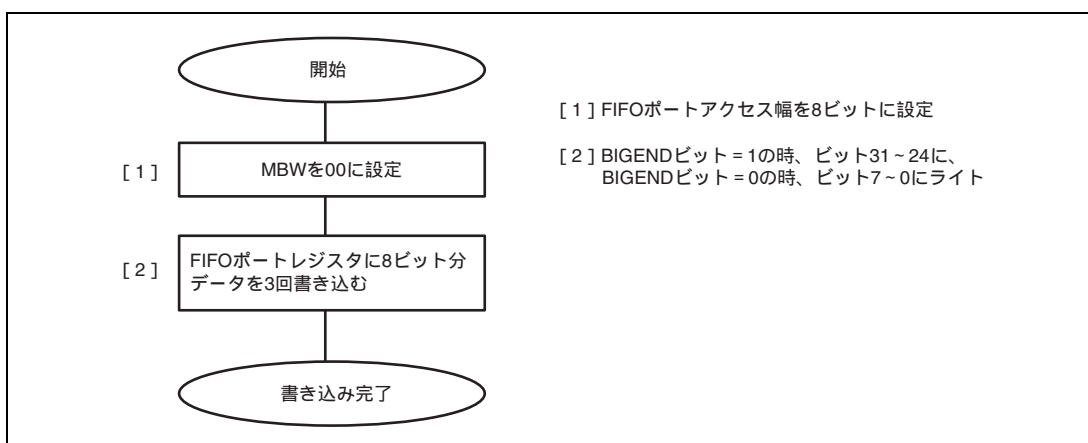 開始
[ 1 ] FIFOポートアクセス幅を8ビットに設定
[ 1 ]
MBWを00に設定
[ 2 ] BIGENDビット = 1の時、ビット31~24に、
BIGENDビット = 0の時、ビット7~0にライト
[ 2 ]
FIFOポートレジスタに8ビット分
データを3回書き込む
書き込み完了